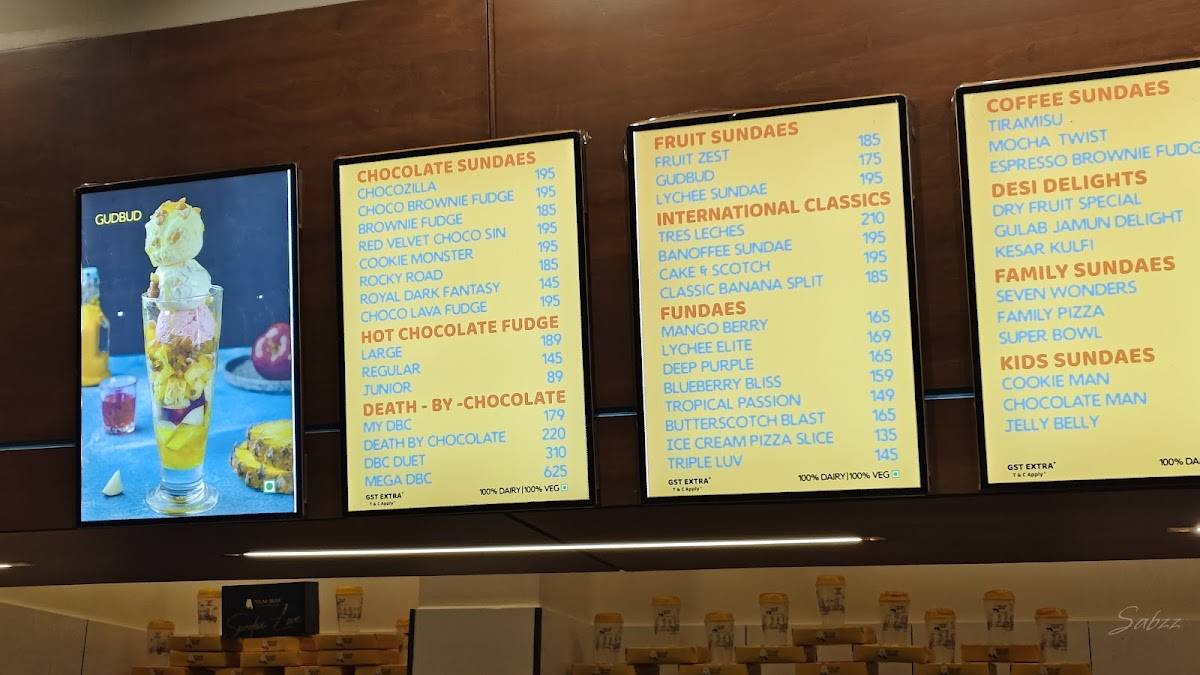 GUDBUD
CHOCOLATE SUNDAES
CHOCOZILLA 195
CHOCO BROWNIE FUDGE 195
BROWNIE FUDGE 185
RED VELVET CHOCO SIN 195
COOKIE MONSTER 195
ROCKY ROAD 185
ROYAL DARK FANTASY 145
CHOCO LAVA FUDGE 195
HOT CHOCOLATE FUDGE
LARGE 189
REGULAR 145
JUNIOR 89
DEATH - BY -CHOCOLATE
MY DBC 179
DEATH BY CHOCOLATE 220
DBC DUET 310
MEGA DBC 625
GST EXTRA*
T & C Apply*
100% DAIRY|100% VEG
FRUIT SUNDAES
FRUIT ZEST 185
GUDBUD 175
LYCHEE SUNDAE 195
INTERNATIONAL CLASSICS
TRES LECHES 210
BANOFFEE SUNDAE 195
CAKE & SCOTCH 195
CLASSIC BANANA SPLIT 185
FUNDAES
MANGO BERRY 165
LYCHEE ELITE 169
DEEP PURPLE 165
BLUEBERRY BLISS 159
TROPICAL PASSION 149
BUTTERSCOTCH BLAST 165
ICE CREAM PIZZA SLICE 135
TRIPLE LUV 145
GST EXTRA*
T & C Apply*
100% DAIRY|100% VEG
COFFEE SUNDAES
TIRAMISU
MOCHA TWIST
ESPRESSO BROWNIE FUDG
DESI DELIGHTS
DRY FRUIT SPECIAL
GULAB JAMUN DELIGHT
KESAR KULFI
FAMILY SUNDAES
SEVEN WONDERS
FAMILY PIZZA
SUPER BOWL
KIDS SUNDAES
COOKIE MAN
CHOCOLATE MAN
JELLY BELLY
GST EXTRA*
T & C Apply*
100% DA
Sabzz